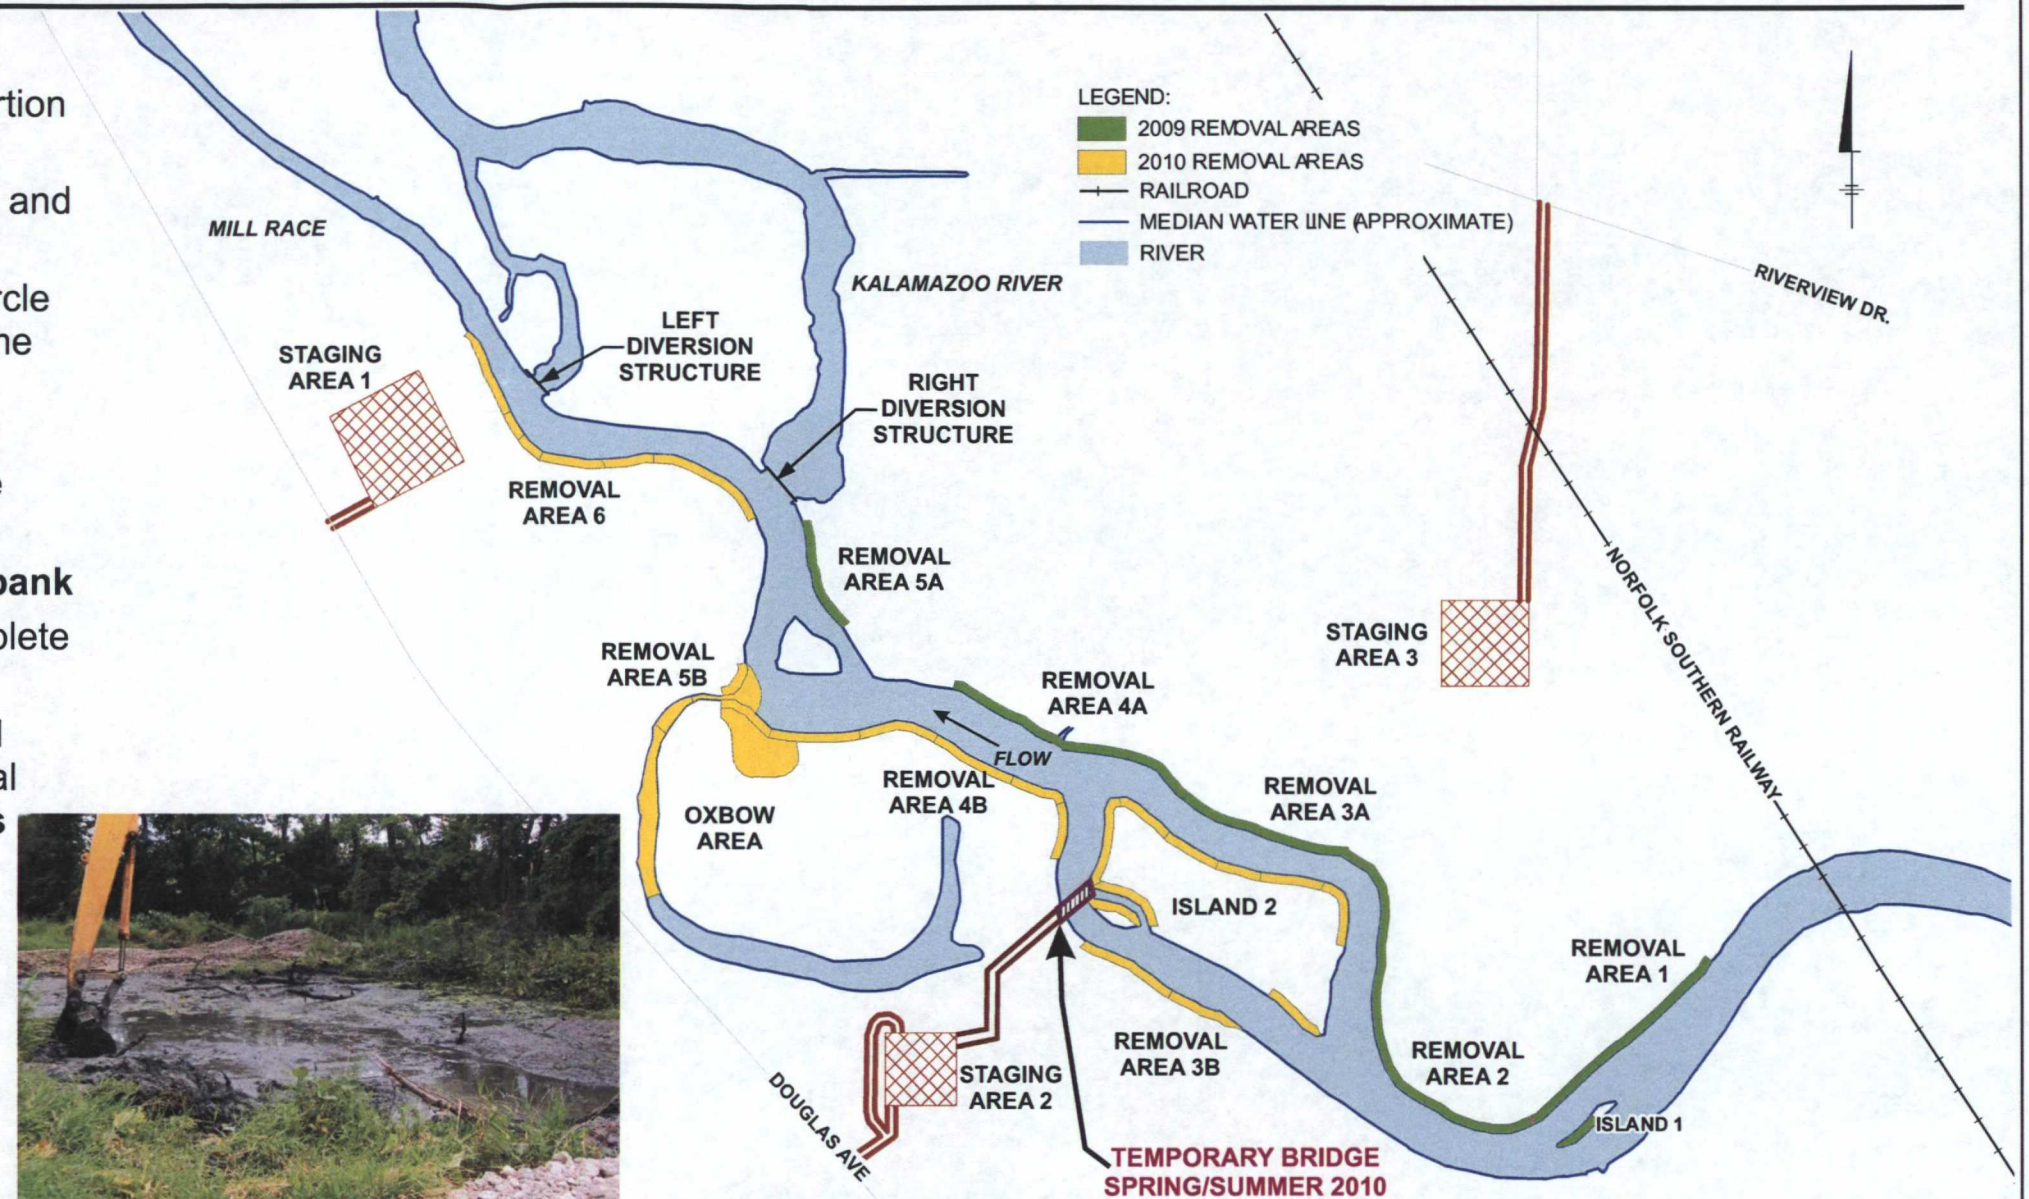 rtion
and
rcle
ne
e
bank
olete
l
al
s
LEGEND:
2009 REMOVAL AREAS
2010 REMOVAL AREAS
RAILROAD
MEDIAN WATER LINE (APPROXIMATE)
RIVER
MILL RACE
KALAMAZOO RIVER
RIVERVIEW DR.
STAGING
AREA 1
LEFT
DIVERSION
STRUCTURE
RIGHT
DIVERSION
STRUCTURE
REMOVAL
AREA 6
REMOVAL
AREA 5A
NORFOLK SOUTHERN RAILWAY
STAGING
AREA 3
REMOVAL
AREA 5B
REMOVAL
AREA 4A
FLOW
REMOVAL
AREA 4B
REMOVAL
AREA 3A
OXBOW
AREA
ISLAND 2
REMOVAL
AREA 1
REMOVAL
AREA 3B
REMOVAL
AREA 2
STAGING
AREA 2
ISLAND 1
DOUGLAS AVE
TEMPORARY BRIDGE
SPRING/SUMMER 2010